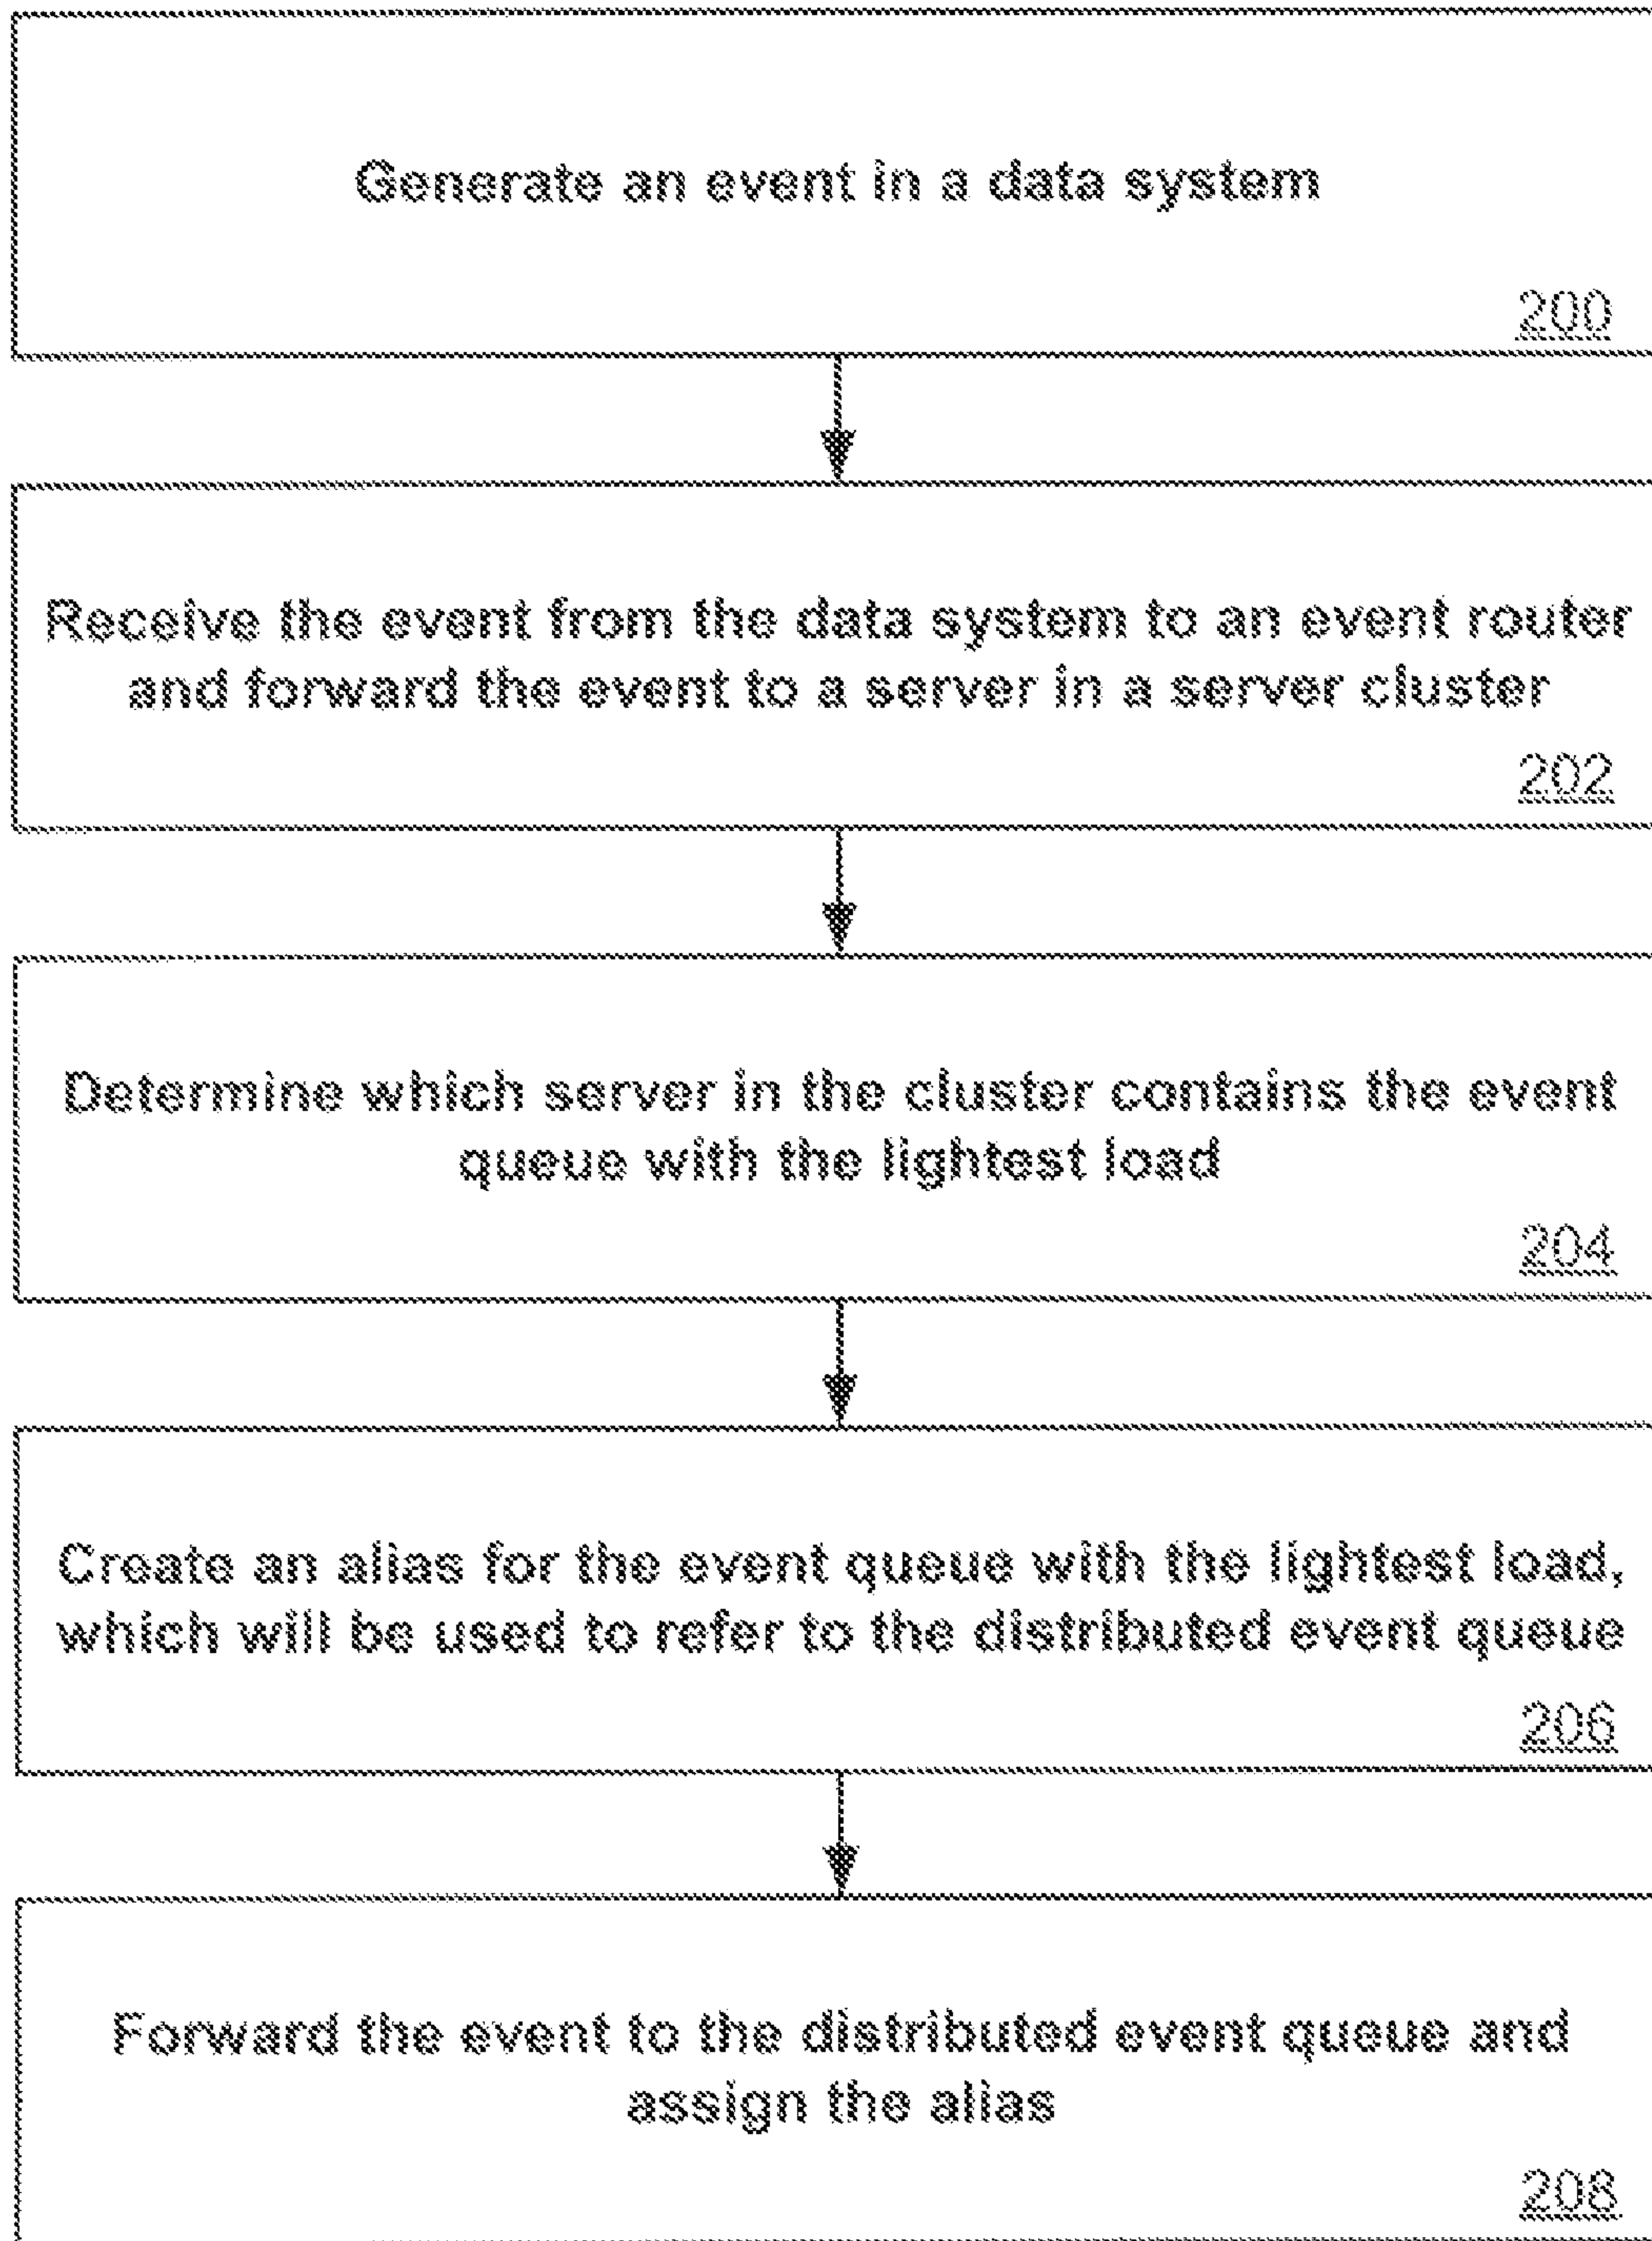 Generate an event in a data system
200
Receive the event from the data system to an event router
and forward the event to a server in a server cluster
202
Determine which server in the cluster contains the event
queue with the lightest load
204
Create an alias for the event queue with the lightest load,
which will be used to refer to the distributed event queue
206
Forward the event to the distributed event queue and
assign the alias
208